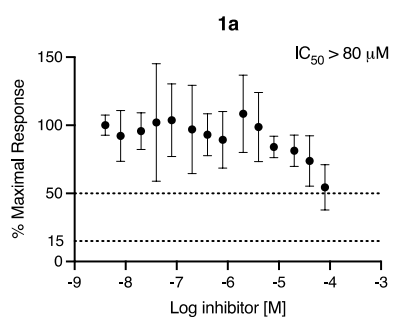 1a
IC50 > 80 μM
% Maximal Response
150
100
50
15
0
-9 -8 -7 -6 -5 -4 -3
Log inhibitor [M]